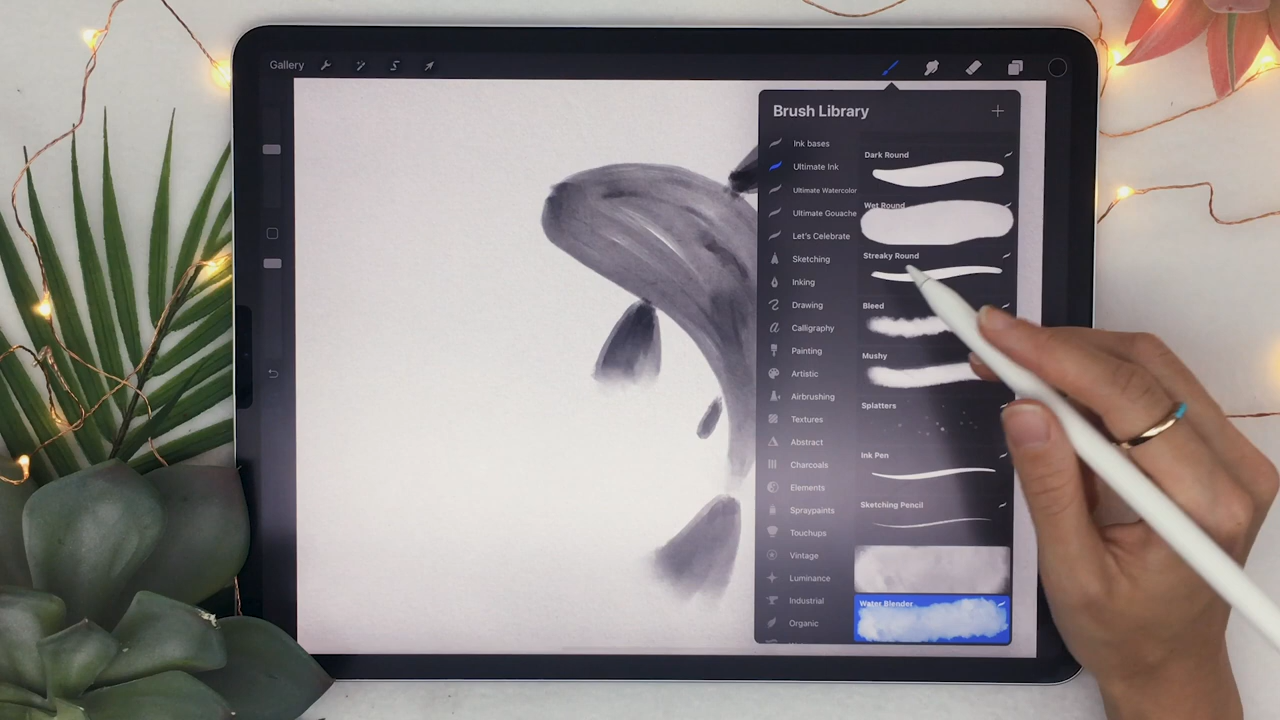 Gallery
Brush Library
Ink bases
Ultimate Ink
Ultimate Watercolor
Ultimate Gouache
Let's Celebrate
Sketching
Inking
Drawing
Calligraphy
Painting
Artistic
Airbrushing
Textures
Abstract
Charcoals
Elements
Spraypaints
Touchups
Vintage
Luminance
Industrial
Organic
Dark Round
Wet Round
Streaky Round
Bleed
Mushy
Splatters
Ink Pen
Sketching Pencil
Water Blender